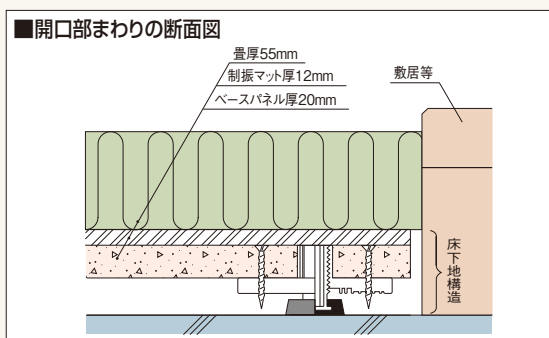 ■開口部まわりの断面図
畳厚55mm
制振マット厚12mm
ベースパネル厚20mm
敷居等
床下地構造